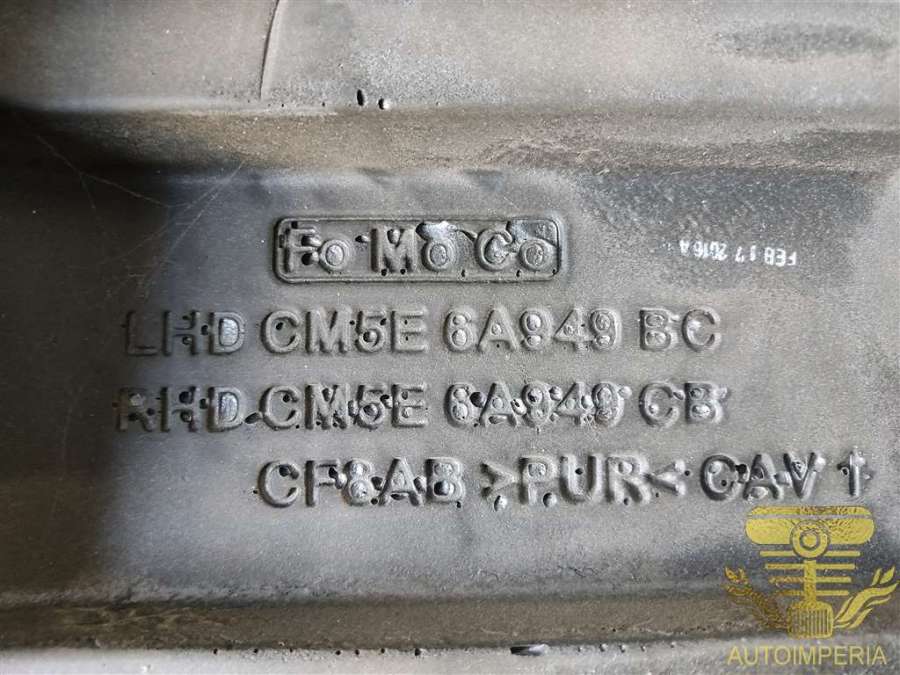 FoMoCo
FEB 17 2016 A
LHD CM5E 6A949 BC
RHD CM5E 6A949 CB
CF8AB >PUR< CAV 1
AUTOIMPERIA